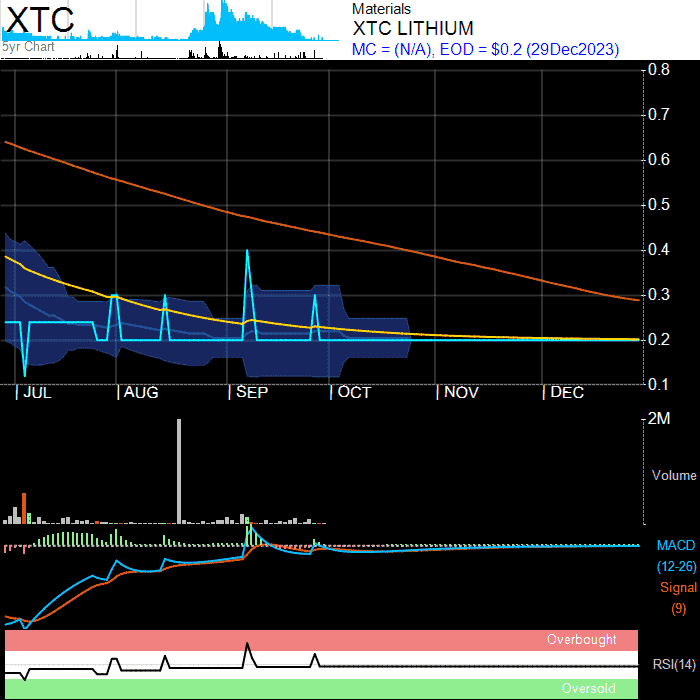 XTC
5yr Chart
Materials
XTC LITHIUM
MC = (N/A), EOD = $0.2 (29Dec2023)
0.8
0.7
0.6
0.5
0.4
0.3
0.2
0.1
JUL AUG SEP OCT NOV DEC
2M
Volume
MACD
(12-26)
Signal
(9)
Overbought
RSI(14)
Oversold